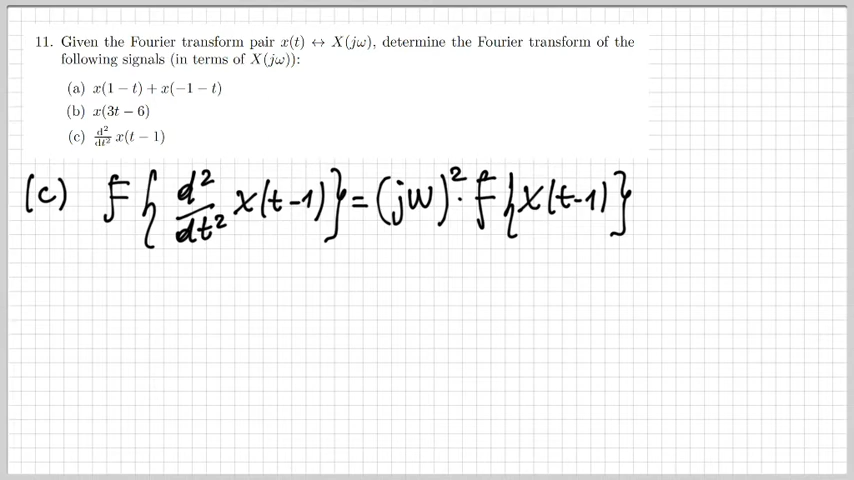 11. Given the Fourier transform pair x(t) ↔ X(jω), determine the Fourier transform of the
following signals (in terms of X(jω)):
(a) x(1 − t) + x(−1 − t)
(b) x(3t − 6)
(c) d²/dt² x(t − 1)
(c) F{d²/dt² x(t-1)} = (jω)² · F{x(t-1)}